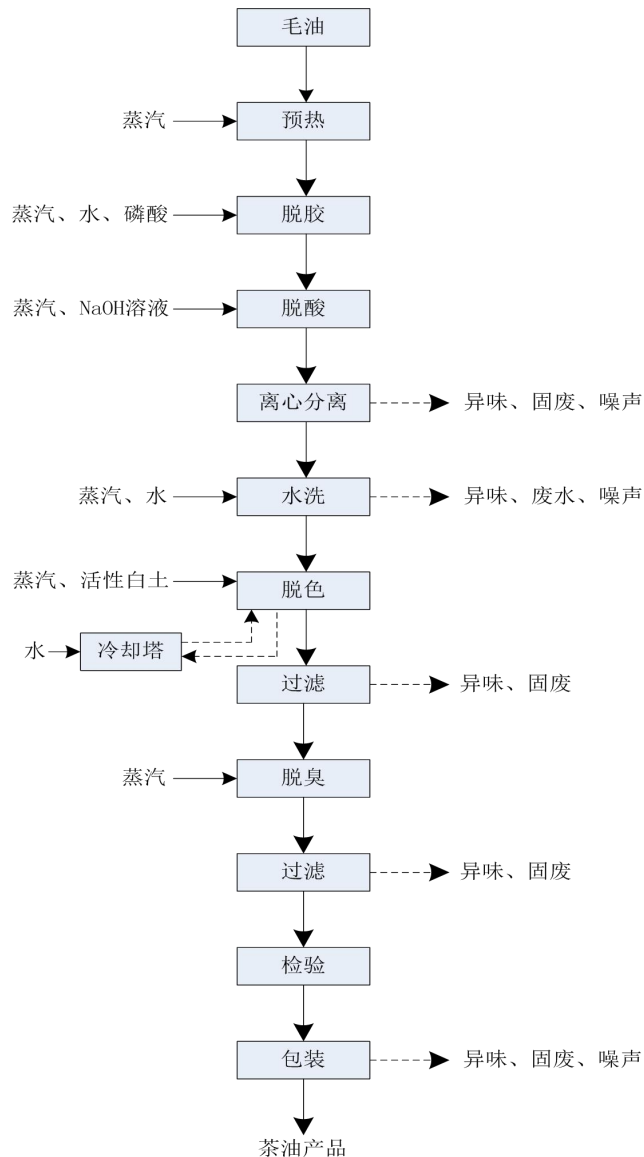 毛油
蒸汽
预热
蒸汽、水、磷酸
脱胶
蒸汽、NaOH溶液
脱酸
离心分离
异味、固废、噪声
蒸汽、水
水洗
异味、废水、噪声
蒸汽、活性白土
脱色
水
冷却塔
过滤
异味、固废
蒸汽
脱臭
过滤
异味、固废
检验
包装
异味、固废、噪声
茶油产品